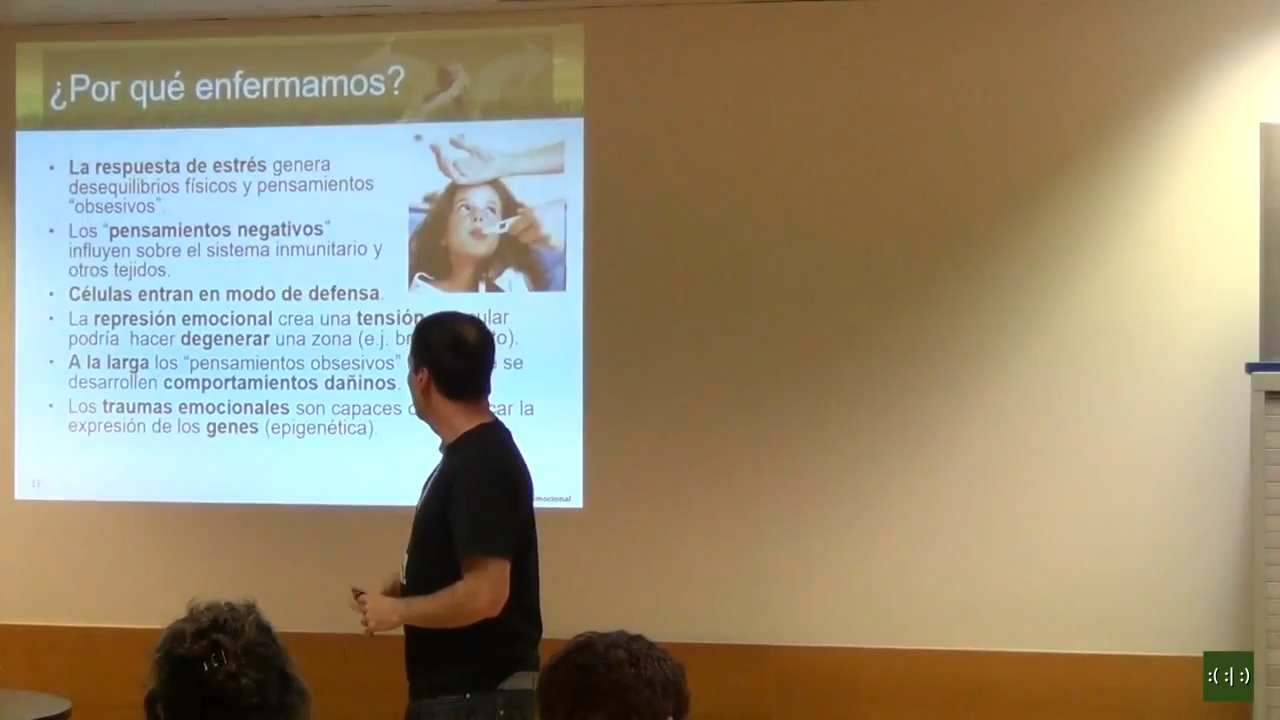 ¿Por qué enfermamos?
• La respuesta de estrés genera
desequilibrios físicos y pensamientos
“obsesivos”.
• Los “pensamientos negativos”
influyen sobre el sistema inmunitario y
otros tejidos.
• Células entran en modo de defensa.
• La represión emocional crea una tensión
podría hacer degenerar una zona (e.j.
• A la larga los “pensamientos obsesivos” se
desarrollen comportamientos dañinos.
• Los traumas emocionales son capaces la
expresión de los genes (epigenética).
17
:( :| :)